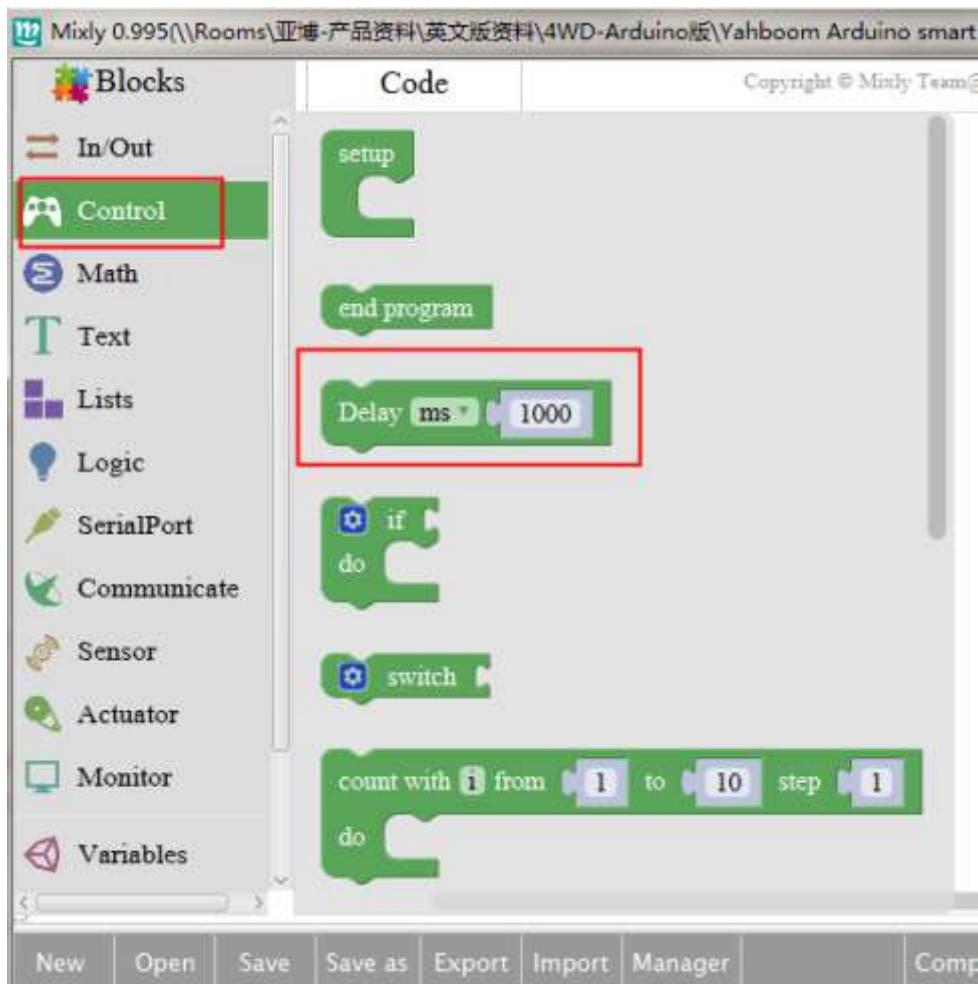 Mixly 0.995(\\Rooms\亚博-产品资料\英文版资料\4WD-Arduino版\Yahboom Arduino smart
Blocks
Code
Copyright © Mixly Team@
In/Out
Control
Math
Text
Lists
Logic
SerialPort
Communicate
Sensor
Actuator
Monitor
Variables
setup
end program
Delay ms 1000
if
do
switch
count with i from 1 to 10 step 1
do
New Open Save Save as Export Import Manager Comp